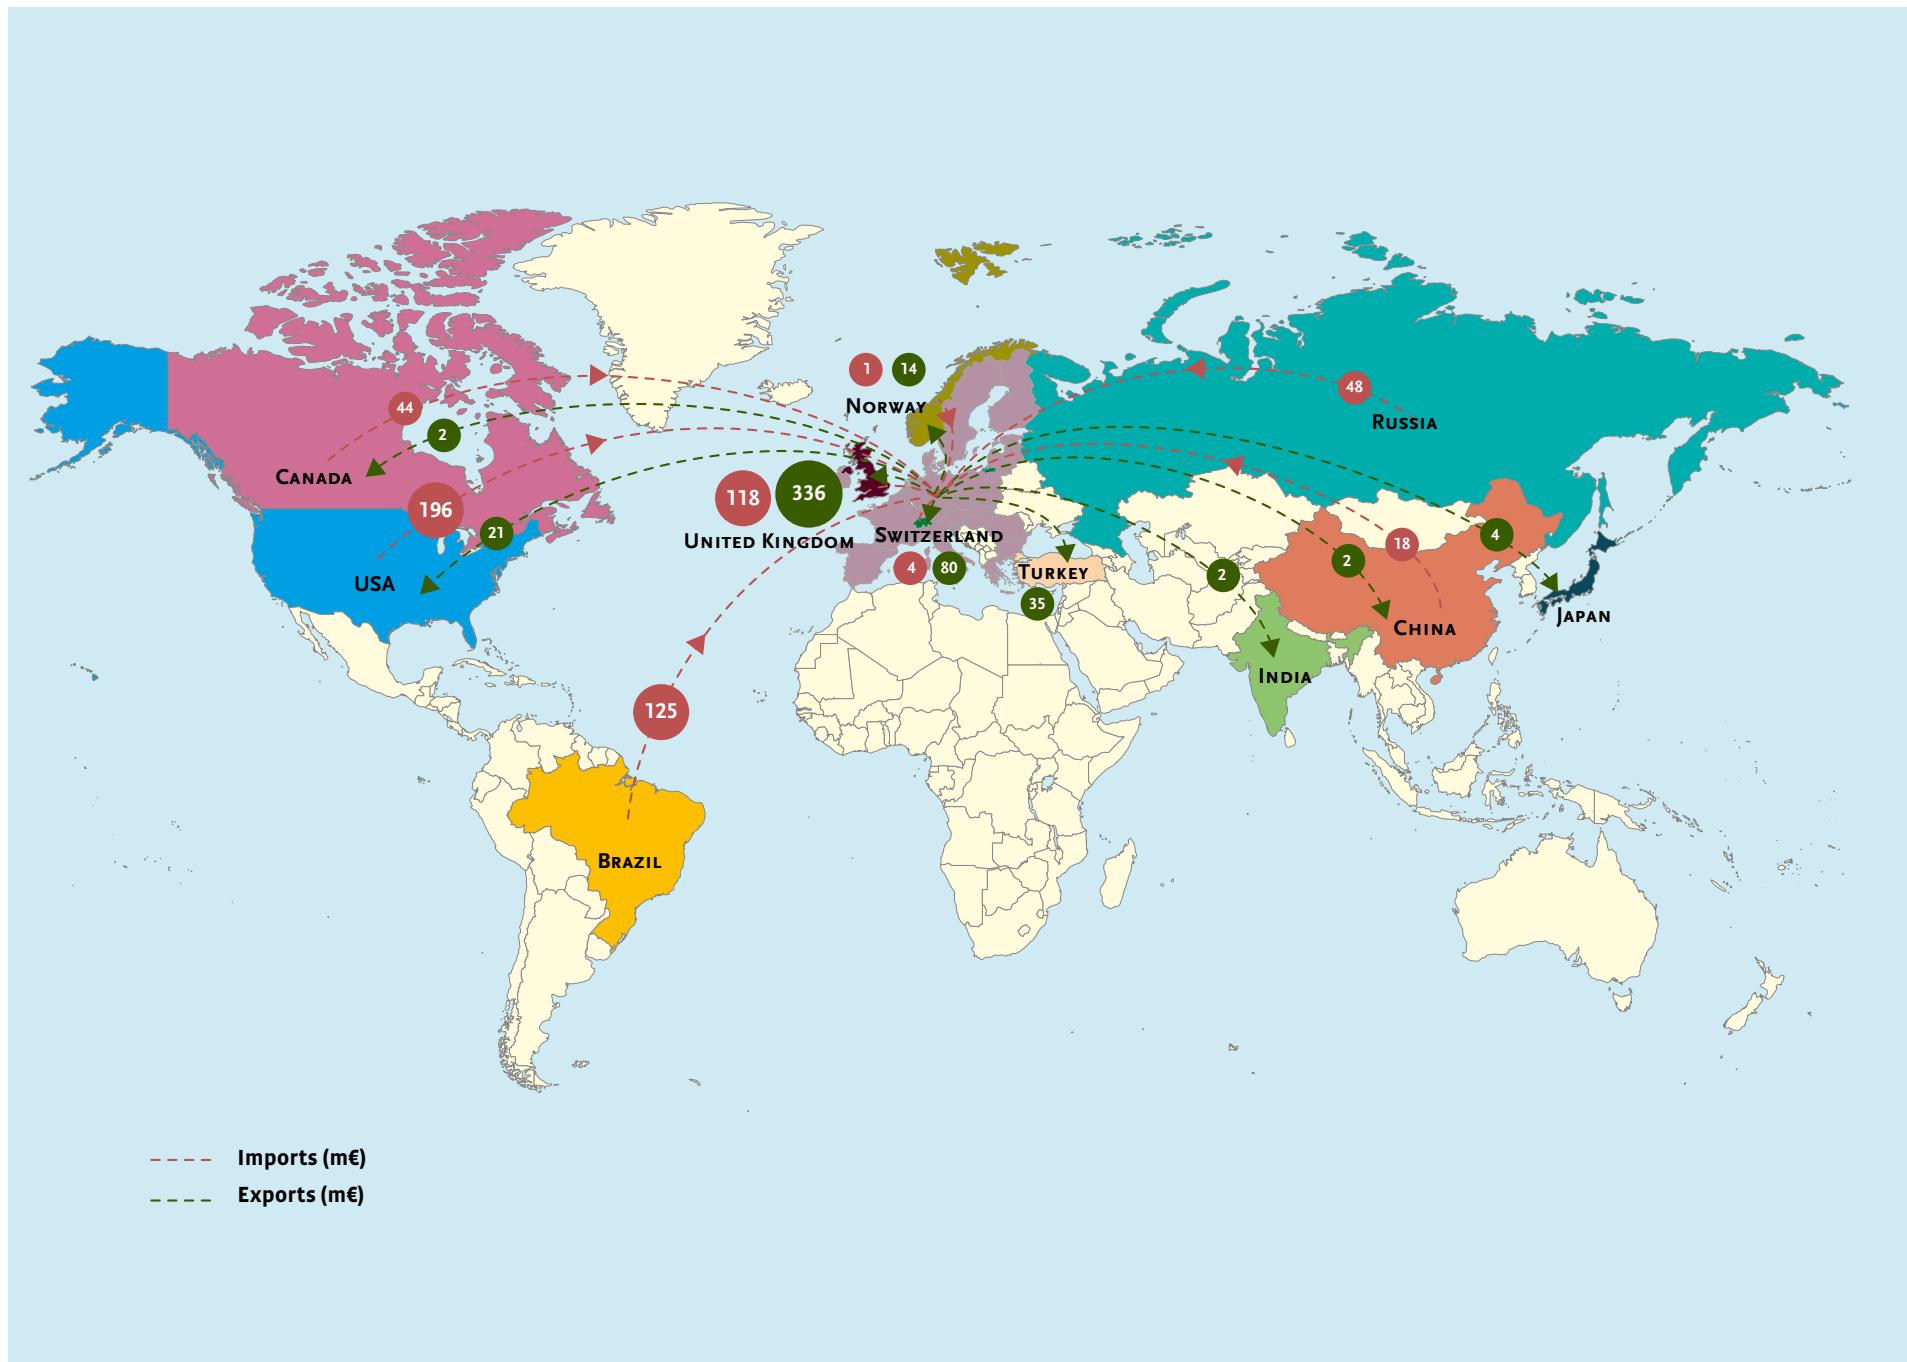 1
14
NORWAY
48
RUSSIA
44
2
CANADA
196
21
USA
118
336
UNITED KINGDOM
SWITZERLAND
4
80
TURKEY
35
2
2
18
4
JAPAN
CHINA
INDIA
125
BRAZIL
Imports (m€)
Exports (m€)